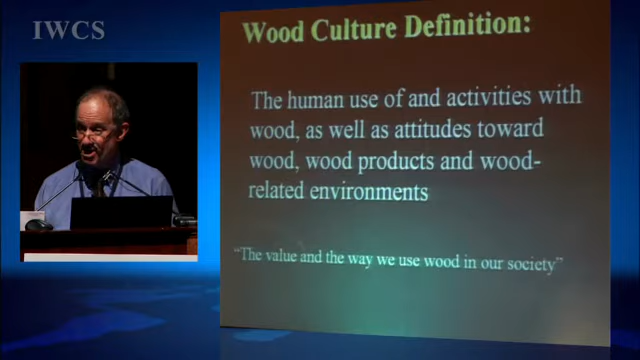 IWCS
Wood Culture Definition:
The human use of and activities with
wood, as well as attitudes toward
wood, wood products and wood-
related environments
“The value and the way we use wood in our society”